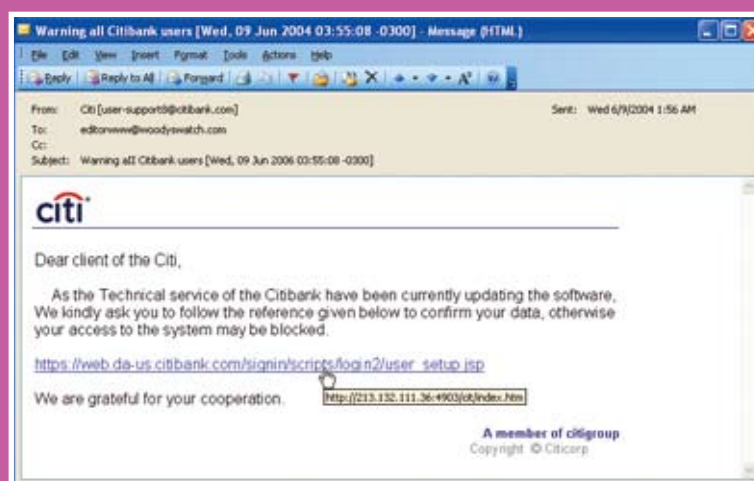 Warning all Citibank users [Wed, 09 Jun 2004 03:55:08 -0300] - Message (HTML)
File Edit View Insert Format Tools Actions Help
Reply Reply to All Forward
From: Citi [user-support8@citibank.com] Sent: Wed 6/9/2004 1:56 AM
To: editorwww@woodyswatch.com
Cc:
Subject: Warning all Citibank users [Wed, 09 Jun 2006 03:55:08 -0300]
citi
Dear client of the Citi,
As the Technical service of the Citibank have been currently updating the software,
We kindly ask you to follow the reference given below to confirm your data, otherwise
your access to the system may be blocked.
https://web.da-us.citibank.com/signin/scripts/login2/user_setup.jsp
We are grateful for your cooperation.
http://213.132.111.36:4903/cit/index.htm
A member of citigroup
Copyright © Citicorp